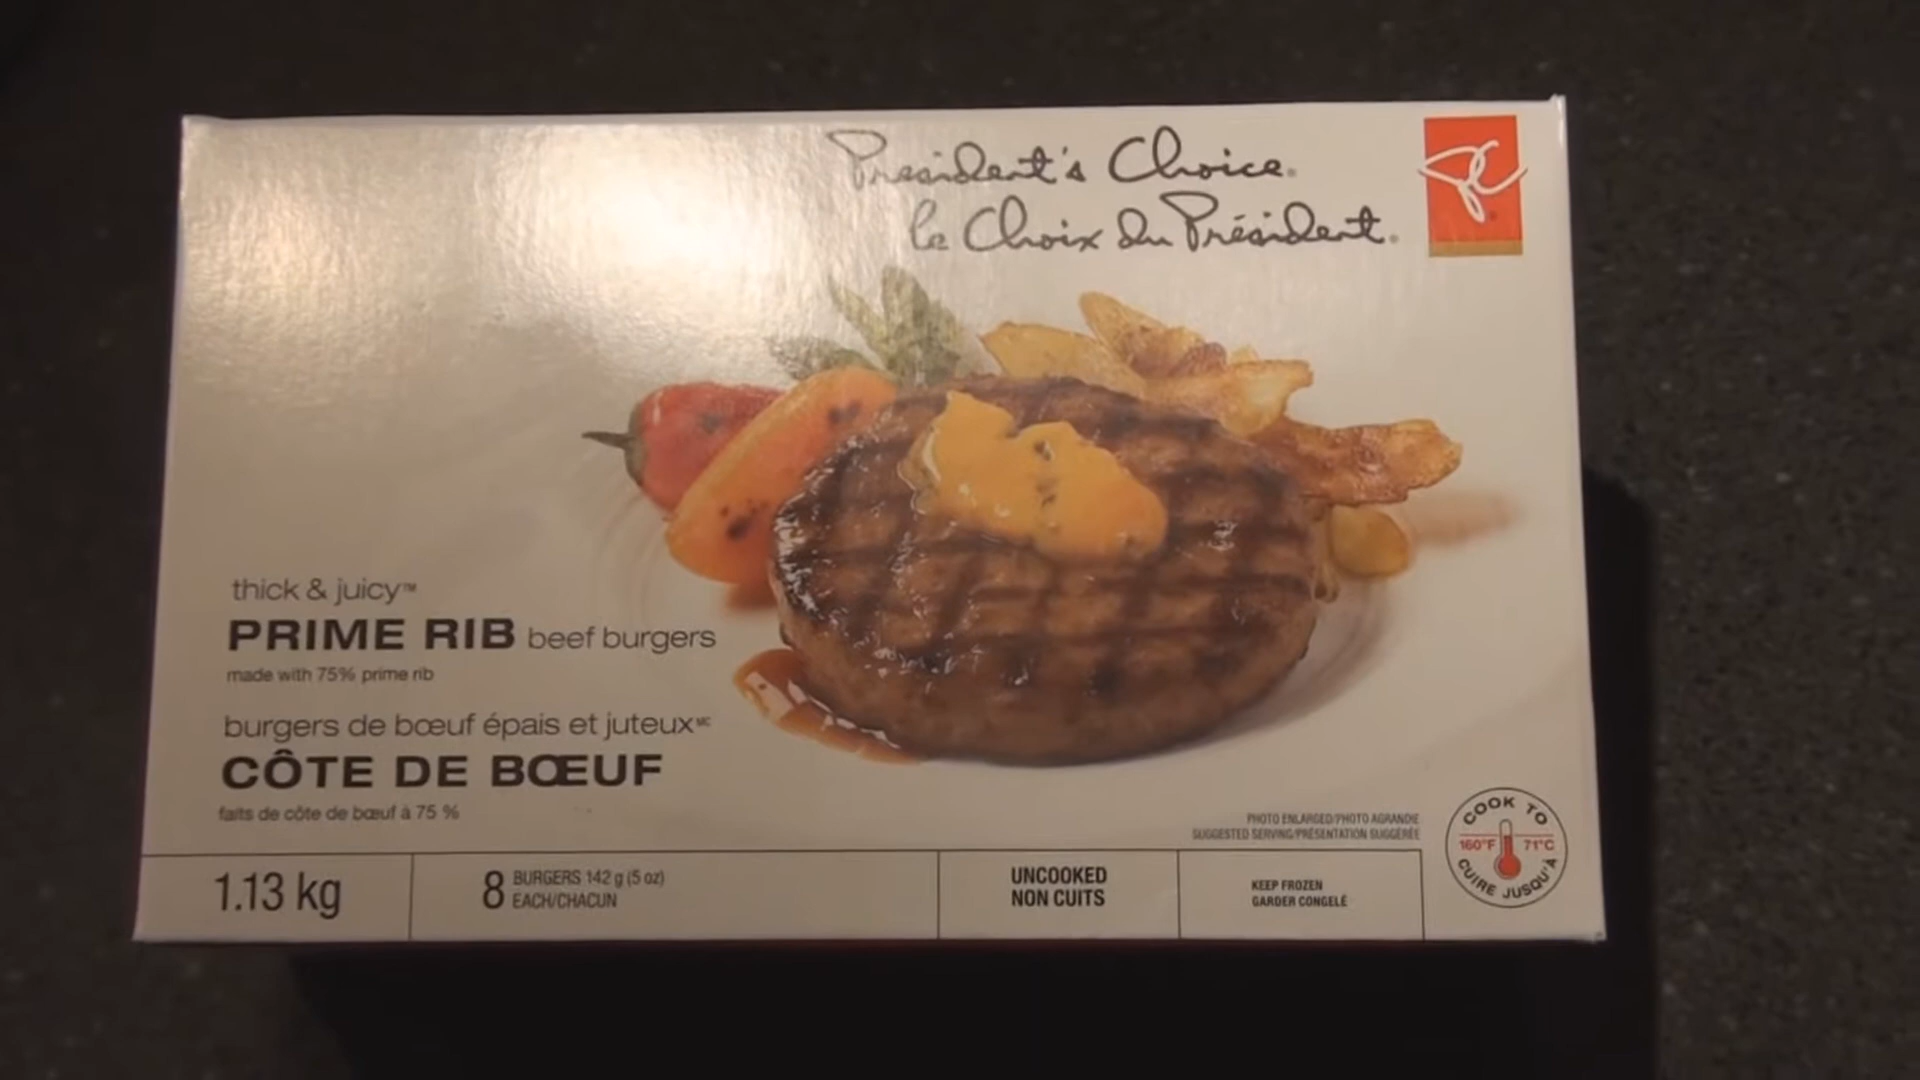 President's Choice®
le Choix du Président®
PC
thick & juicy™
PRIME RIB beef burgers
made with 75% prime rib
burgers de bœuf épais et juteux MC
CÔTE DE BŒUF
faits de côte de bœuf à 75 %
PHOTO ENLARGED/PHOTO AGRANDIE
SUGGESTED SERVING/PRÉSENTATION SUGGÉRÉE
1.13 kg
8 BURGERS 142 g (5 oz)
EACH/CHACUN
UNCOOKED
NON CUITS
KEEP FROZEN
GARDER CONGELÉ
COOK TO
160°F 71°C
CUIRE JUSQU'À